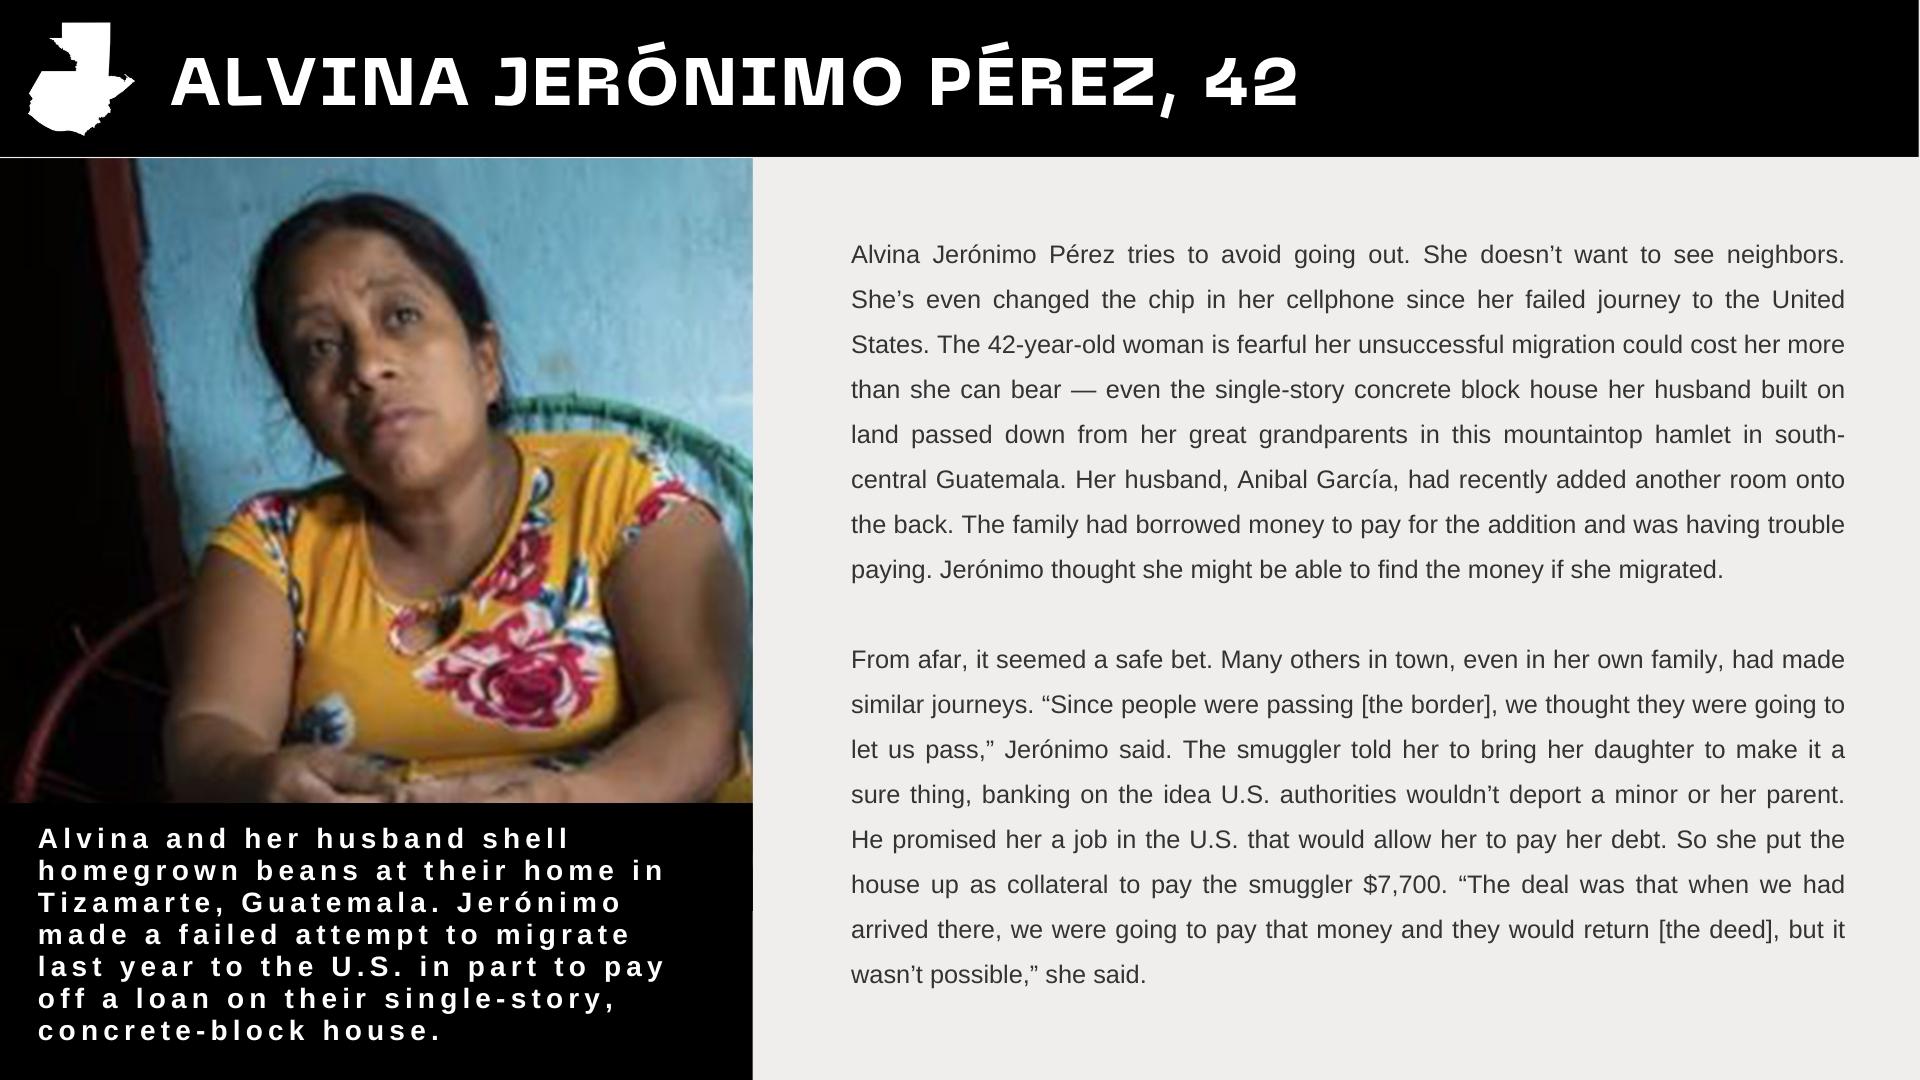 ALVINA JERÓNIMO PÉREZ, 42
Alvina and her husband shell
homegrown beans at their home in
Tizamarte, Guatemala. Jerónimo
made a failed attempt to migrate
last year to the U.S. in part to pay
off a loan on their single-story,
concrete-block house.
Alvina Jerónimo Pérez tries to avoid going out. She doesn’t want to see neighbors.
She’s even changed the chip in her cellphone since her failed journey to the United
States. The 42-year-old woman is fearful her unsuccessful migration could cost her more
than she can bear — even the single-story concrete block house her husband built on
land passed down from her great grandparents in this mountaintop hamlet in south-
central Guatemala. Her husband, Anibal García, had recently added another room onto
the back. The family had borrowed money to pay for the addition and was having trouble
paying. Jerónimo thought she might be able to find the money if she migrated.
From afar, it seemed a safe bet. Many others in town, even in her own family, had made
similar journeys. “Since people were passing [the border], we thought they were going to
let us pass,” Jerónimo said. The smuggler told her to bring her daughter to make it a
sure thing, banking on the idea U.S. authorities wouldn’t deport a minor or her parent.
He promised her a job in the U.S. that would allow her to pay her debt. So she put the
house up as collateral to pay the smuggler $7,700. “The deal was that when we had
arrived there, we were going to pay that money and they would return [the deed], but it
wasn’t possible,” she said.